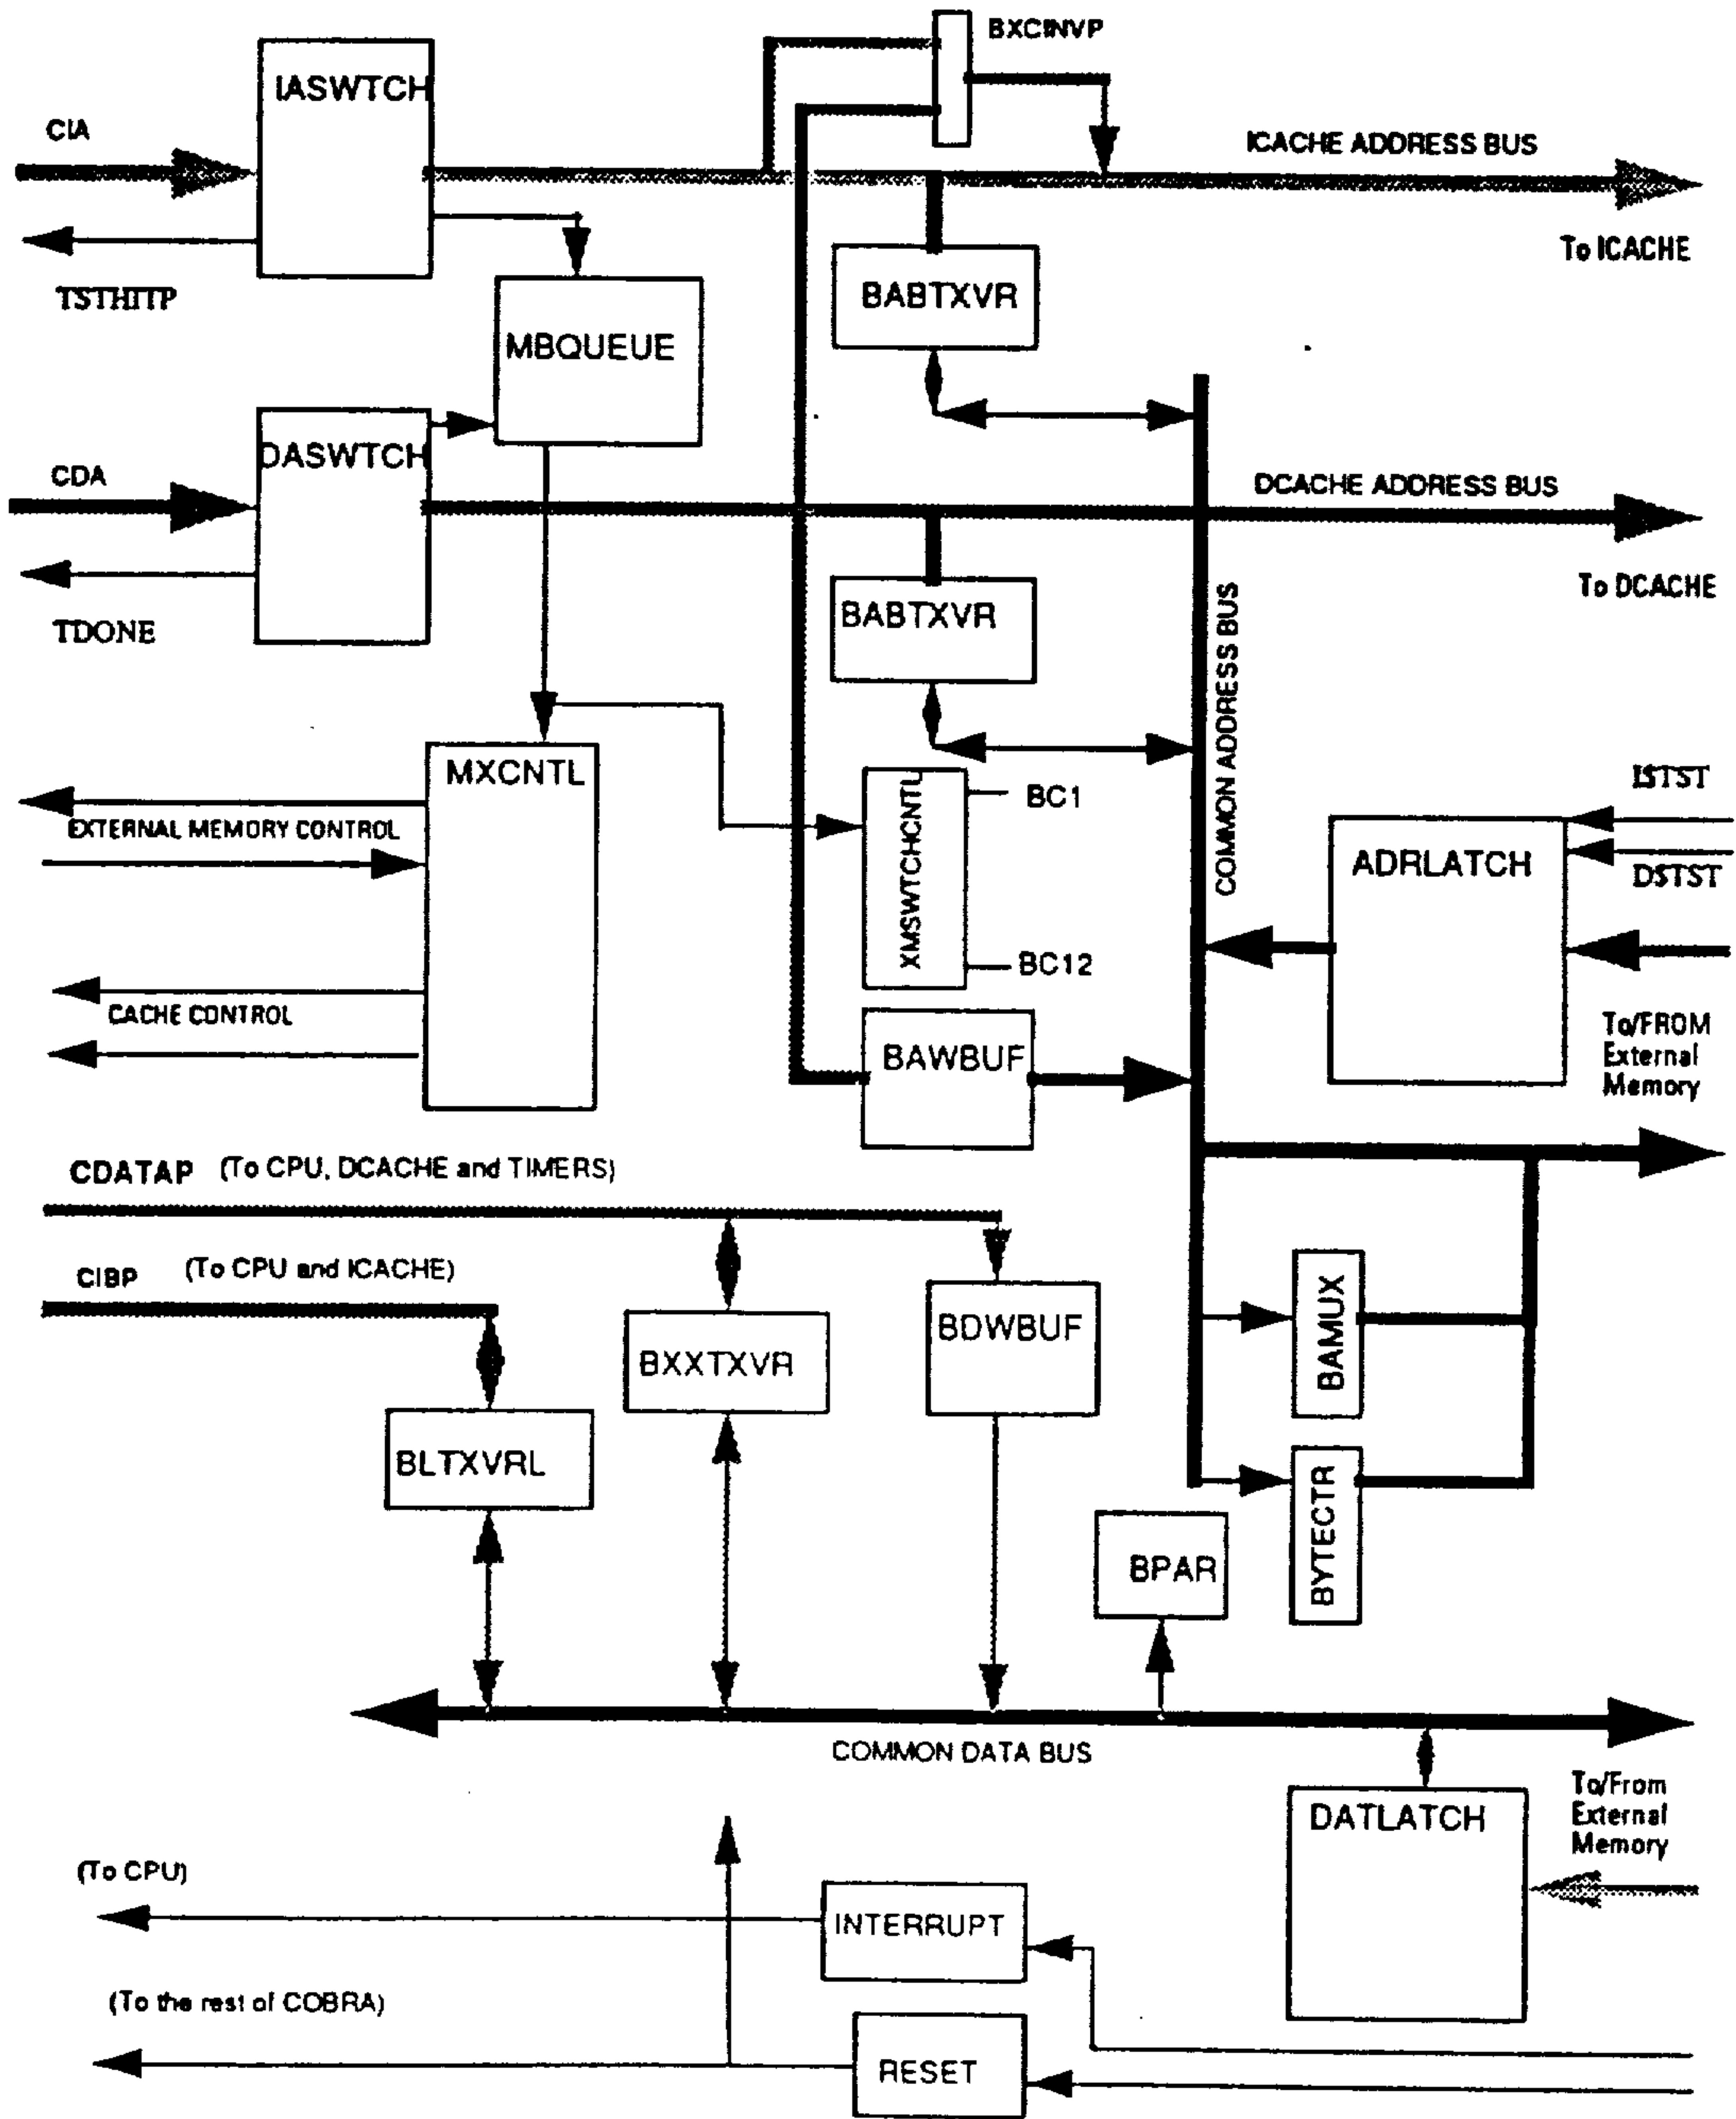 BXCINVP
IASWTCH
CIA
ICACHE ADDRESS BUS
To ICACHE
TSTHITP
BABTXVR
MBQUEUE
DASWTCH
CDA
DCACHE ADDRESS BUS
To DCACHE
TDONE
BABTXVR
COMMON ADDRESS BUS
MXCNTL
XMSWTCHCNTL
BC1
ISTST
EXTERNAL MEMORY CONTROL
ADRLATCH
DSTST
BC12
CACHE CONTROL
To/FROM
External
Memory
BAWBUF
CDATAP (To CPU, DCACHE and TIMERS)
CIBP (To CPU and ICACHE)
BAMUX
BDWBUF
BXXTXVR
BLTXVRL
BYTECTR
BPAR
COMMON DATA BUS
To/From
External
Memory
DATLATCH
(To CPU)
INTERRUPT
(To the rest of COBRA)
RESET